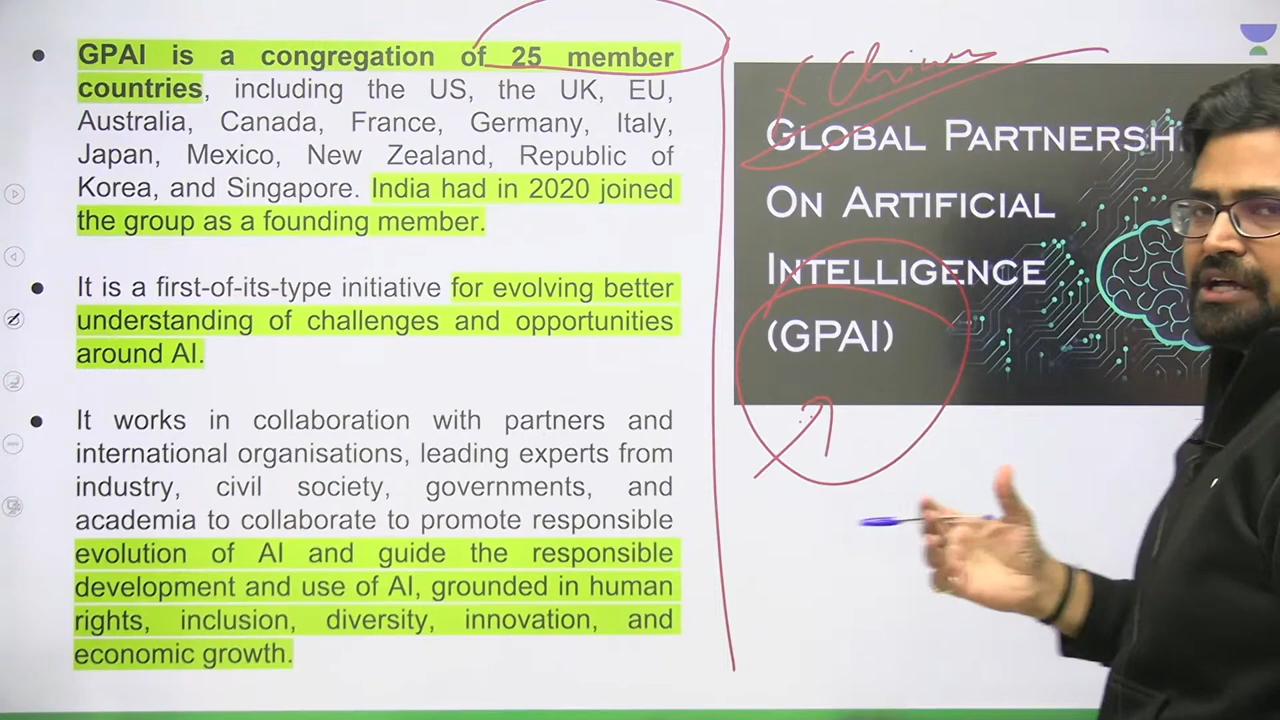 GPAI is a congregation of 25 member
countries, including the US, the UK, EU,
Australia, Canada, France, Germany, Italy,
Japan, Mexico, New Zealand, Republic of
Korea, and Singapore. India had in 2020 joined
the group as a founding member.
It is a first-of-its-type initiative for evolving better
understanding of challenges and opportunities
around AI.
It works in collaboration with partners and
international organisations, leading experts from
industry, civil society, governments, and
academia to collaborate to promote responsible
evolution of AI and guide the responsible
development and use of AI, grounded in human
rights, inclusion, diversity, innovation, and
economic growth.
China
GLOBAL PARTNERSH
ON ARTIFICIAL
INTELLIGENCE
(GPAI)